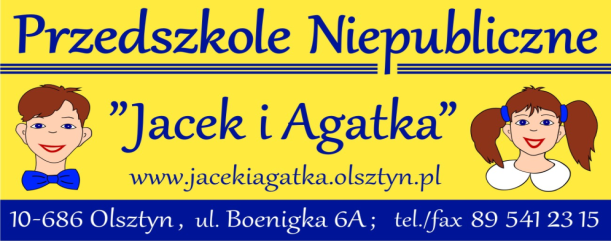 Przedszkole Niepubliczne
"Jacek i Agatka"
www.jacekiagatka.olsztyn.pl
10-686 Olsztyn, ul. Boenigka 6A; tel./fax 89 541 23 15